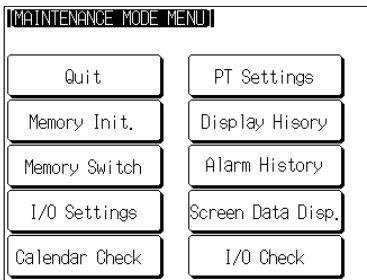 [MAINTENANCE MODE MENU]
Quit
PT Settings
Memory Init.
Display Hisory
Memory Switch
Alarm History
I/O Settings
Screen Data Disp.
Calendar Check
I/O Check